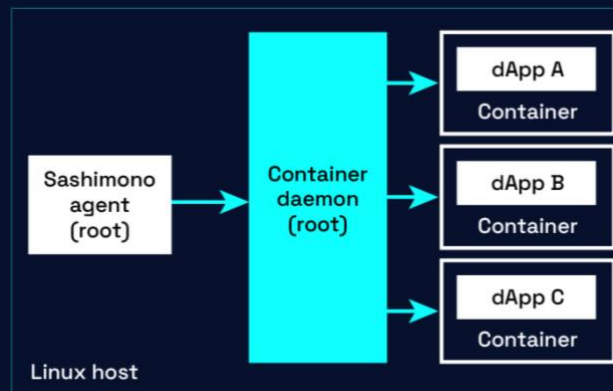 Sashimono
agent
(root)
Container
daemon
(root)
dApp A
Container
dApp B
Container
dApp C
Container
Linux host